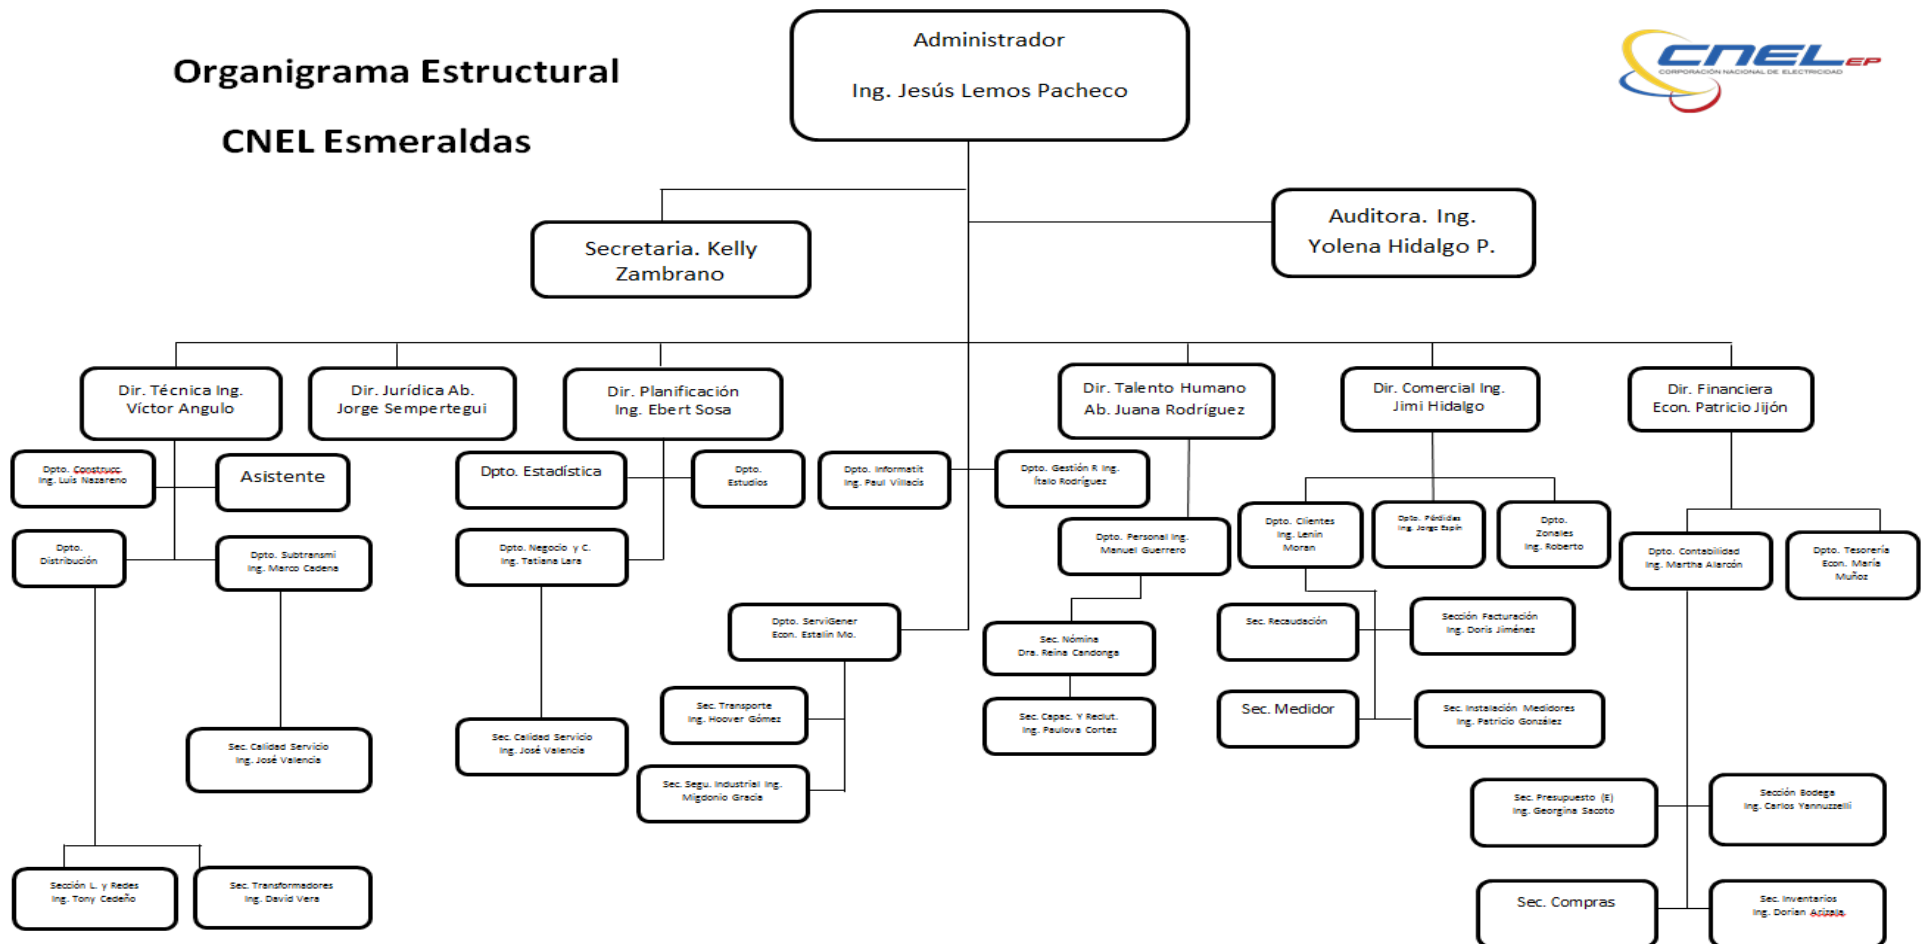 Organigrama Estructural
CNEL Esmeraldas
Administrador
Ing. Jesús Lemos Pacheco
CNEL EP
CORPORACIÓN NACIONAL DE ELECTRICIDAD
Secretaria. Kelly
Zambrano
Auditora. Ing.
Yolena Hidalgo P.
Dir. Técnica Ing.
Víctor Angulo
Dir. Jurídica Ab.
Jorge Sempertegui
Dir. Planificación
Ing. Ebert Sosa
Dir. Talento Humano
Ab. Juana Rodríguez
Dir. Comercial Ing.
Jimi Hidalgo
Dir. Financiera
Econ. Patricio Jijón
Dpto. Construcc.
Ing. Luis Nazareno
Asistente
Dpto. Estadística
Dpto.
Estudios
Dpto. Informatit
Ing. Paul Villacis
Dpto. Gestión R Ing.
Ítalo Rodríguez
Dpto.
Distribución
Dpto. Subtransmi
Ing. Marco Cadena
Dpto. Negocio y C.
Ing. Tatiana Lara
Dpto. Personal Ing.
Manuel Guerrero
Dpto. Clientes
Ing. Lenin
Moran
Dpto. Pérdidas
Ing. Jorge Espín
Dpto.
Zonales
Ing. Roberto
Dpto. Contabilidad
Ing. Martha Alarcón
Dpto. Tesorería
Econ. María
Muñoz
Dpto. ServiGener
Econ. Estalin Mo.
Sec. Nómina
Dra. Reina Candonga
Sec. Recaudación
Sección Facturación
Ing. Doris Jiménez
Sec. Transporte
Ing. Hoover Gómez
Sec. Capac. Y Reclut.
Ing. Paulova Cortez
Sec. Medidor
Sec. Instalación Medidores
Ing. Patricio González
Sec. Calidad Servicio
Ing. José Valencia
Sec. Calidad Servicio
Ing. José Valencia
Sec. Segu. Industrial Ing.
Migdonio Gracia
Sec. Presupuesto (E)
Ing. Georgina Sacoto
Sección Bodega
Ing. Carlos Yannuzzelli
Sección L. y Redes
Ing. Tony Cedeño
Sec. Transformadores
Ing. David Vera
Sec. Compras
Sec. Inventarios
Ing. Dorian Arizala